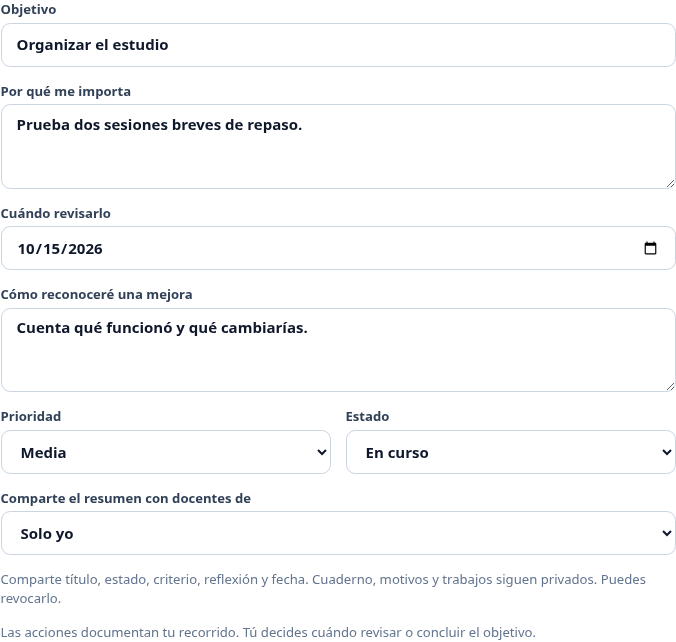 Objetivo
Organizar el estudio
Por qué me importa
Prueba dos sesiones breves de repaso.
Cuándo revisarlo
10/15/2026
Cómo reconoceré una mejora
Cuenta qué funcionó y qué cambiarías.
Prioridad
Estado
Media
En curso
Comparte el resumen con docentes de
Solo yo
Comparte título, estado, criterio, reflexión y fecha. Cuaderno, motivos y trabajos siguen privados. Puedes
revocarlo.
Las acciones documentan tu recorrido. Tú decides cuándo revisar o concluir el objetivo.